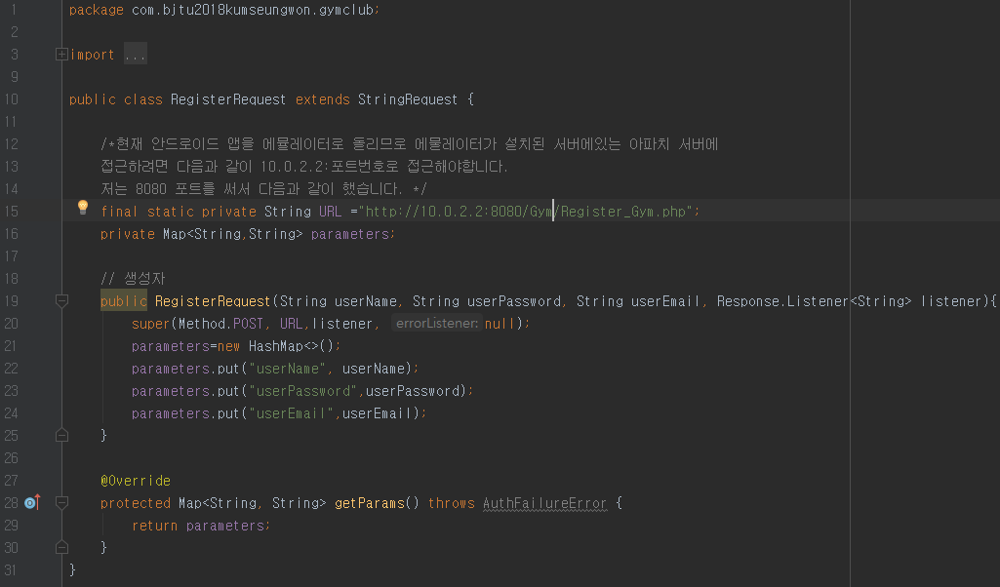 1 package com.bjtu2018kumseungwon.gymclub;
2
3 import ...
9
10 public class RegisterRequest extends StringRequest {
11
12 /*현재 안드로이드 앱을 에뮬레이터로 돌리므로 에뮬레이터가 설치된 서버에있는 아파치 서버에
13 접근하려면 다음과 같이 10.0.2.2:포트번호로 접근해야합니다.
14 저는 8080 포트를 써서 다음과 같이 했습니다. */
15 final static private String URL ="http://10.0.2.2:8080/Gym/Register_Gym.php";
16 private Map<String,String> parameters;
17
18 // 생성자
19 public RegisterRequest(String userName, String userPassword, String userEmail, Response.Listener<String> listener){
20 super(Method.POST, URL,listener, errorListener: null);
21 parameters=new HashMap<>();
22 parameters.put("userName", userName);
23 parameters.put("userPassword",userPassword);
24 parameters.put("userEmail",userEmail);
25 }
26
27 @Override
28 protected Map<String, String> getParams() throws AuthFailureError {
29 return parameters;
30 }
31 }